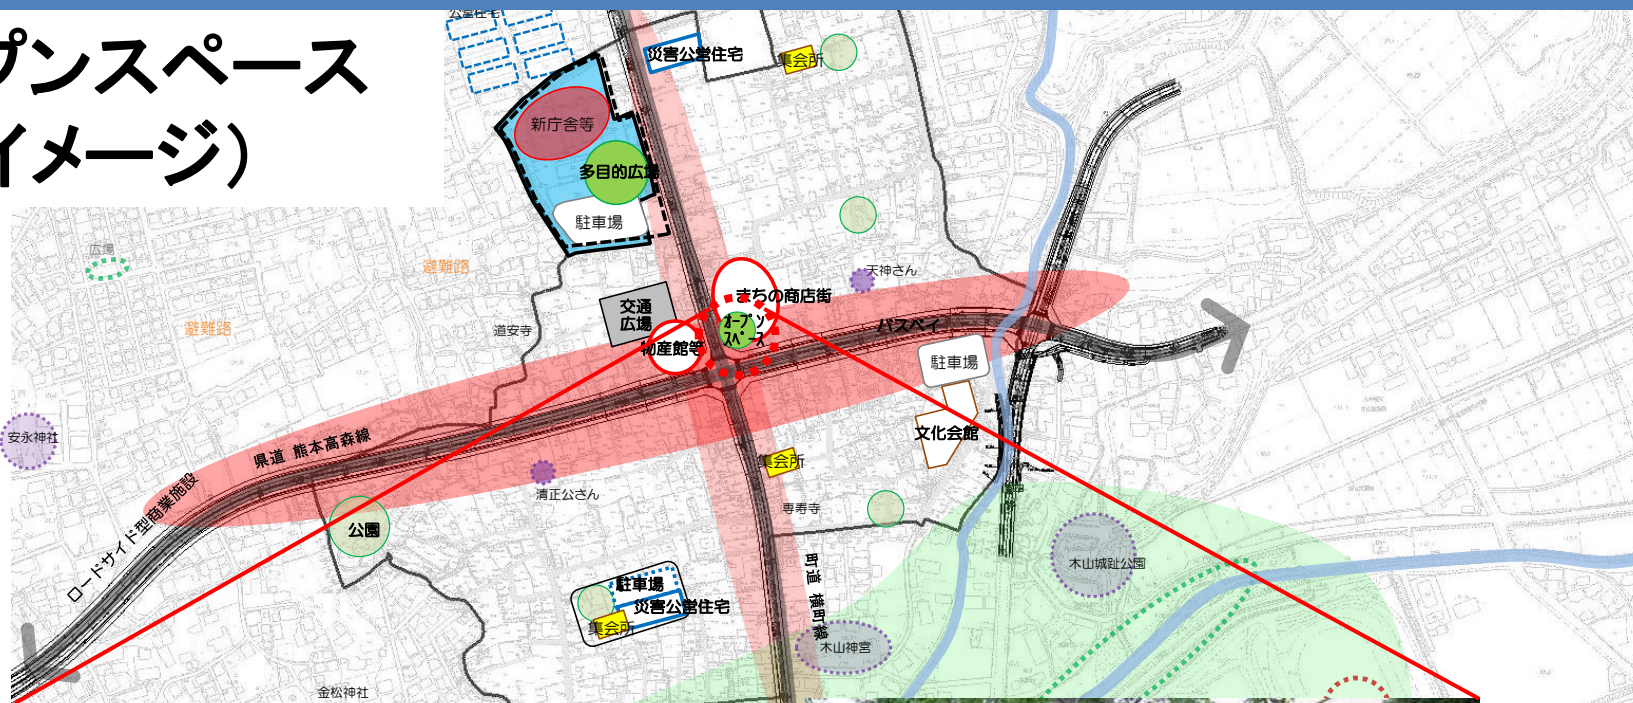 プンスペース
イメージ）
公営住宅
災害公営住宅
集会所
新庁舎等
多目的広場
駐車場
広場
避難路
避難路
天神さん
まちの商店街
交通
広場
道安寺
オープン
スペース
バスベイ
物産館等
駐車場
文化会館
安永神社
県道 熊本高森線
集会所
ロードサイド型商業施設
清正公さん
専寿寺
公園
町道 横町線
木山城趾公園
駐車場
災害公営住宅
集会所
木山神宮
金松神社